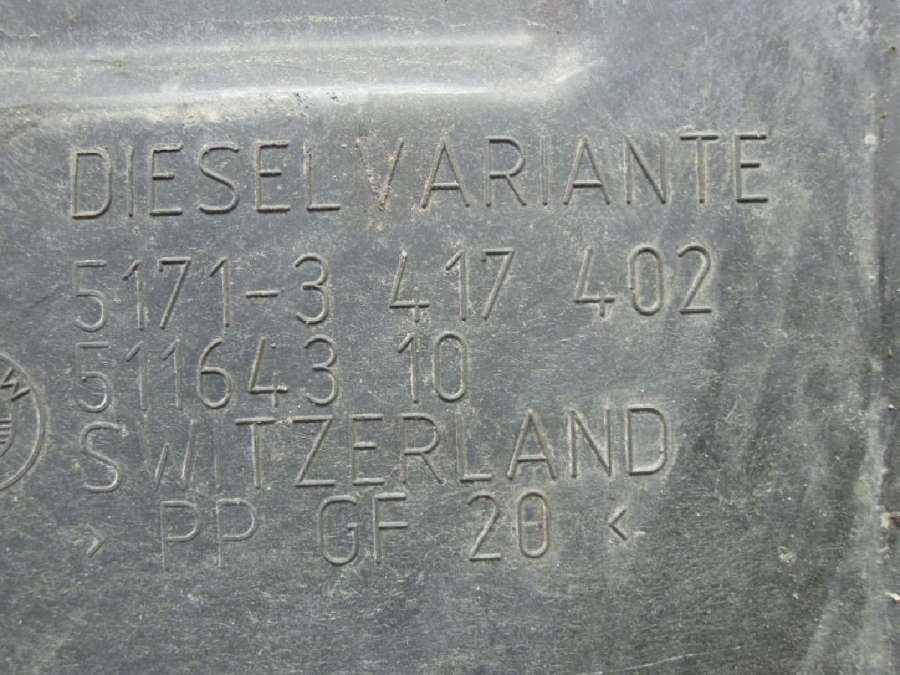 DIESELVARIANTE
5171-3 417 402
511643 10
SWITZERLAND
> PP GF 20 <